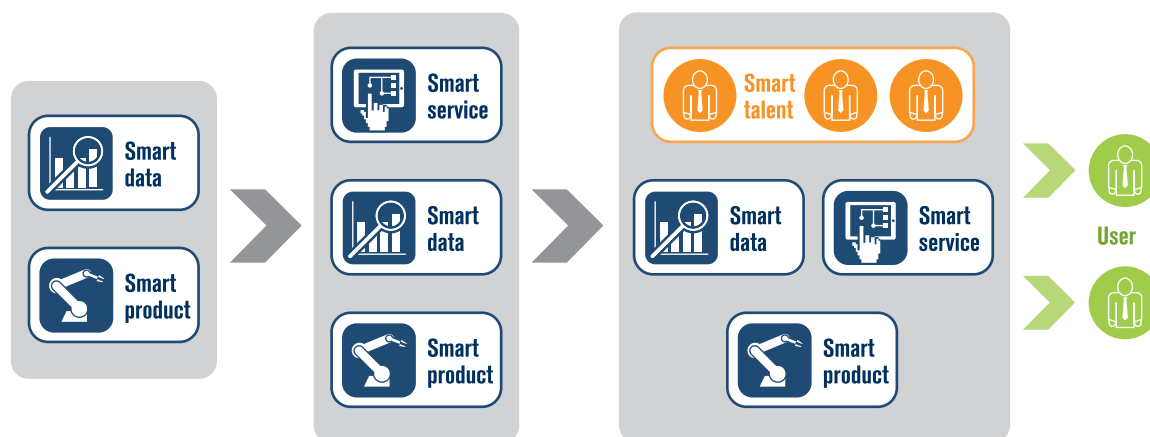 Smart
data
Smart
product
Smart
service
Smart
data
Smart
product
Smart
talent
Smart
data
Smart
service
Smart
product
User